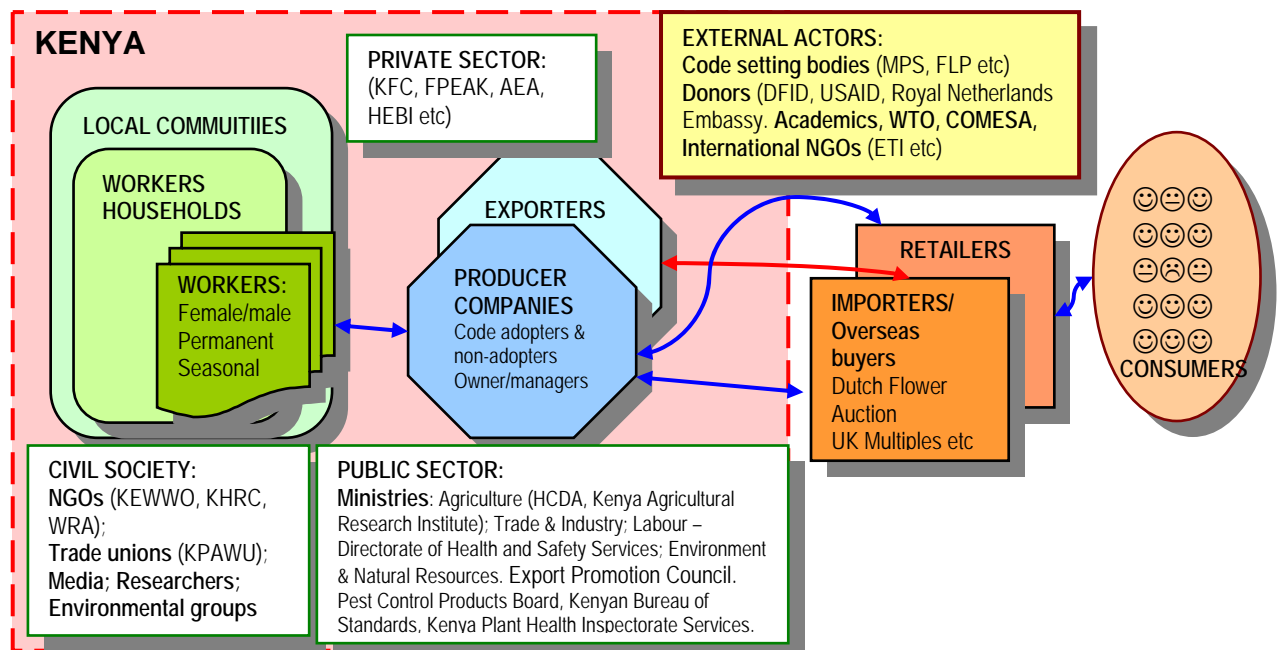 KENYA
PRIVATE SECTOR:
(KFC, FPEAK, AEA,
HEBI etc)
EXTERNAL ACTORS:
Code setting bodies (MPS, FLP etc)
Donors (DFID, USAID, Royal Netherlands
Embassy. Academics, WTO, COMESA,
International NGOs (ETI etc)
LOCAL COMMUITIIES
WORKERS
HOUSEHOLDS
WORKERS:
Female/male
Permanent
Seasonal
EXPORTERS
PRODUCER
COMPANIES
Code adopters &
non-adopters
Owner/managers
RETAILERS
IMPORTERS/
Overseas
buyers
Dutch Flower
Auction
UK Multiples etc
CONSUMERS
CIVIL SOCIETY:
NGOs (KEWWO, KHRC,
WRA);
Trade unions (KPAWU);
Media; Researchers;
Environmental groups
PUBLIC SECTOR:
Ministries: Agriculture (HCDA, Kenya Agricultural
Research Institute); Trade & Industry; Labour –
Directorate of Health and Safety Services; Environment
& Natural Resources. Export Promotion Council.
Pest Control Products Board, Kenyan Bureau of
Standards, Kenya Plant Health Inspectorate Services.